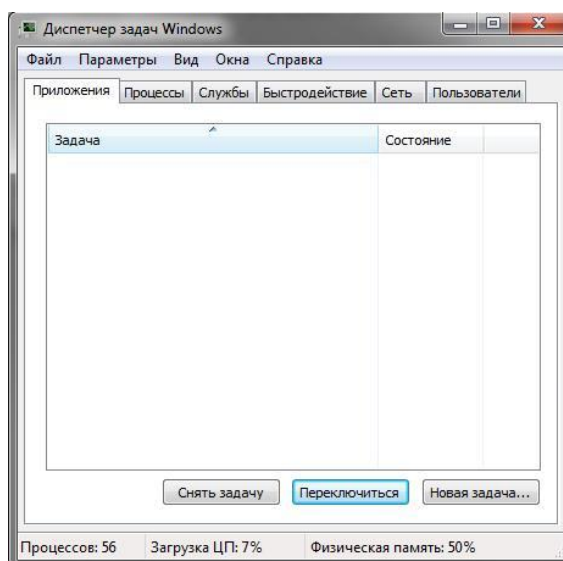 Диспетчер задач Windows
Файл Параметры Вид Окна Справка
Приложения Процессы Службы Быстродействие Сеть Пользователи
Задача Состояние
Снять задачу Переключиться Новая задача...
Процессов: 56 Загрузка ЦП: 7% Физическая память: 50%